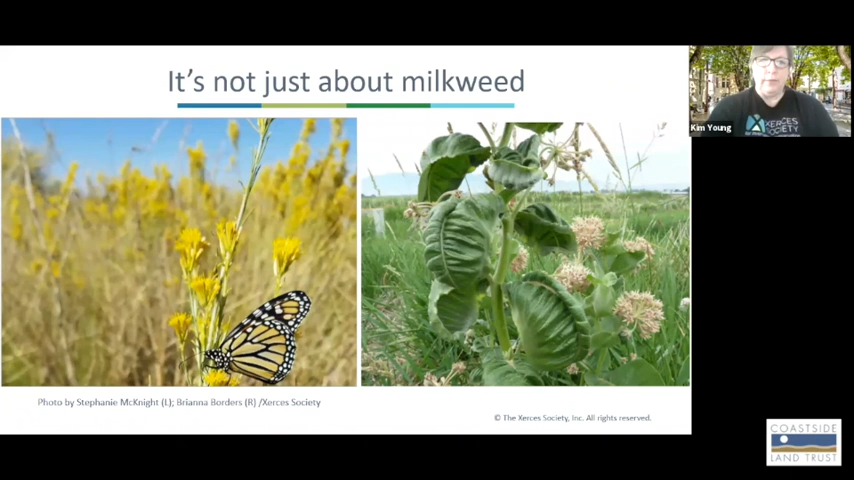 It's not just about milkweed
Kim Young
XERCES
SOCIETY
Photo by Stephanie McKnight (L); Brianna Borders (R) /Xerces Society
© The Xerces Society, Inc. All rights reserved.
COASTSIDE
LAND TRUST